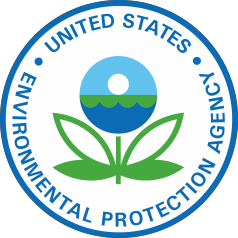 UNITED STATES
ENVIRONMENTAL PROTECTION AGENCY